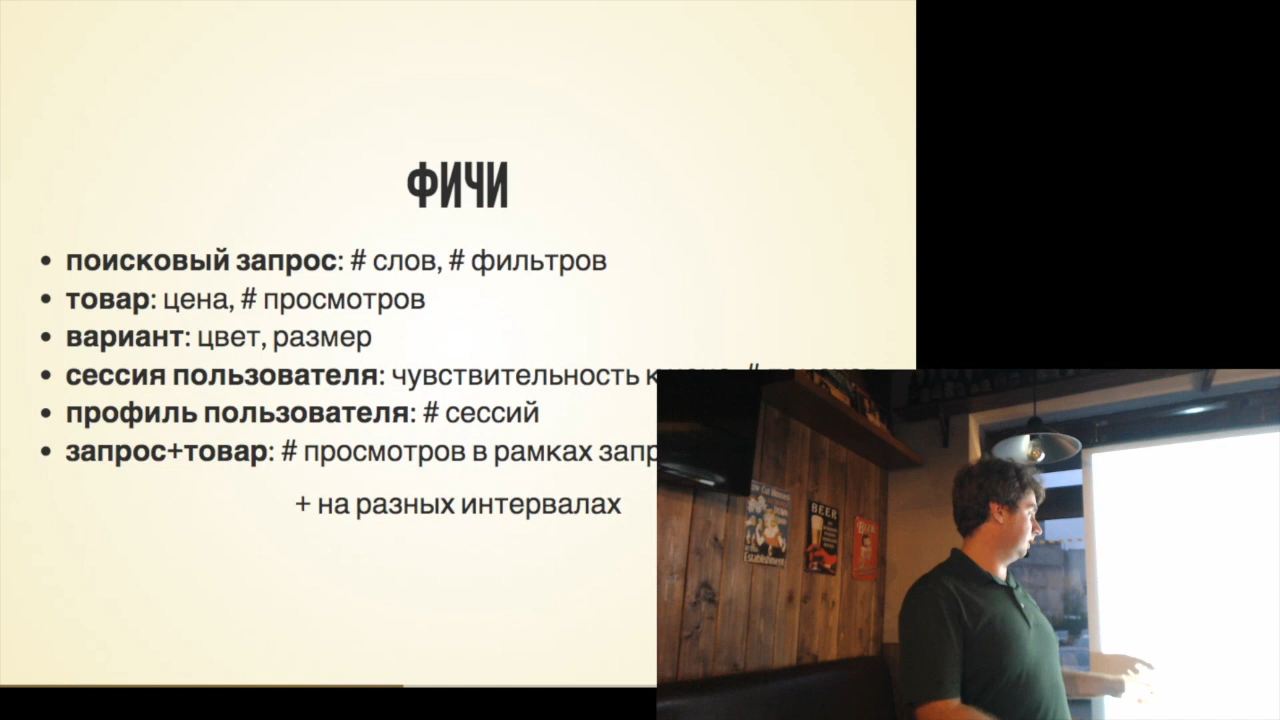 ФИЧИ
• поисковый запрос: # слов, # фильтров
• товар: цена, # просмотров
• вариант: цвет, размер
• сессия пользователя: чувствительность к
• профиль пользователя: # сессий
• запрос+товар: # просмотров в рамках
+ на разных интервалах
BEER
Establishment